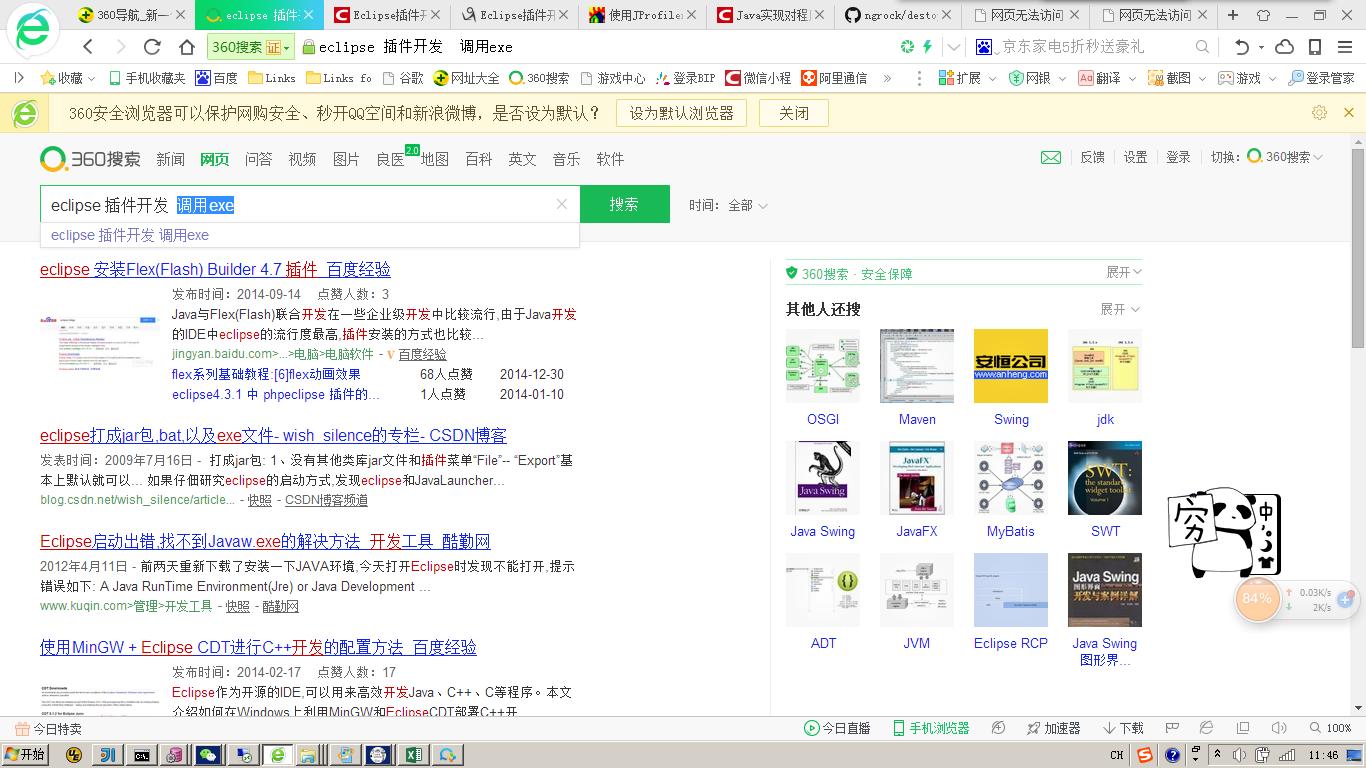 360导航_新一
eclipse 插件
Eclipse插件开
Eclipse插件开
使用JProfiler
Java实现对程
ngrock/desto
网页无法访问
网页无法访问
360搜索 证 eclipse 插件开发 调用exe
京东家电5折秒送豪礼
收藏 手机收藏夹 百度 Links Links fo 谷歌 网址大全 360搜索 游戏中心 登录BIP 微信小程 阿里通信 » 扩展 网银 Aa 翻译 截图 游戏 登录管家
360安全浏览器可以保护网购安全、秒开QQ空间和新浪微博，是否设为默认？ 设为默认浏览器 关闭
360搜索 新闻 网页 问答 视频 图片 良医 2.0 地图 百科 英文 音乐 软件
反馈 设置 登录 切换： 360搜索
eclipse 插件开发 调用exe
搜索 时间： 全部
eclipse 插件开发 调用exe
eclipse 安装Flex(Flash) Builder 4.7 插件_百度经验
发布时间：2014-09-14 点赞人数：3
Java与Flex(Flash)联合开发在一些企业级开发中比较流行,由于Java开发
的IDE中eclipse的流行度最高,插件安装的方式也比较...
jingyan.baidu.com>...>电脑>电脑软件 - V 百度经验
flex系列基础教程:[6]flex动画效果 68人点赞 2014-12-30
eclipse4.3.1 中 phpeclipse 插件的... 1人点赞 2014-01-10
eclipse打成jar包,bat,以及exe文件- wish_silence的专栏- CSDN博客
发表时间：2009年7月16日 - 打成jar包: 1、没有其他类库jar文件和插件菜单“File”-- “Export”基
本上默认就可以... 如果仔细研究eclipse的启动方式,发现eclipse和JavaLauncher...
blog.csdn.net/wish_silence/article... - 快照 - CSDN博客频道
Eclipse启动出错,找不到Javaw.exe的解决方法_开发工具_酷勤网
2012年4月11日 - 前两天重新下载了安装一下JAVA环境,今天打开Eclipse时发现不能打开,提示
错误如下: A Java RunTime Environment(Jre) or Java Development...
www.kuqin.com>管理>开发工具 - 快照 - 酷勤网
使用MinGW + Eclipse CDT进行C++开发的配置方法_百度经验
发布时间：2014-02-17 点赞人数：17
Eclipse作为开源的IDE,可以用来高效开发Java、C++、C等程序。本文
介绍如何在Windows上利用MinGW和EclipseCDT部署C++开...
360搜索 · 安全保障 展开
其他人还搜 展开
安恒公司
www.anheng.com
OSGI Maven Swing jdk
Java Swing
JavaFX
SWT:
the standard
widget toolkit
Java Swing JavaFX MyBatis SWT
Java Swing
图形界面
开发与案例详解
ADT JVM Eclipse RCP Java Swing
图形界...
穷
中
84%
0.03K/s
2K/s
今日特卖 今日直播 手机浏览器 加速器 下载 100%
开始 CH 11:46